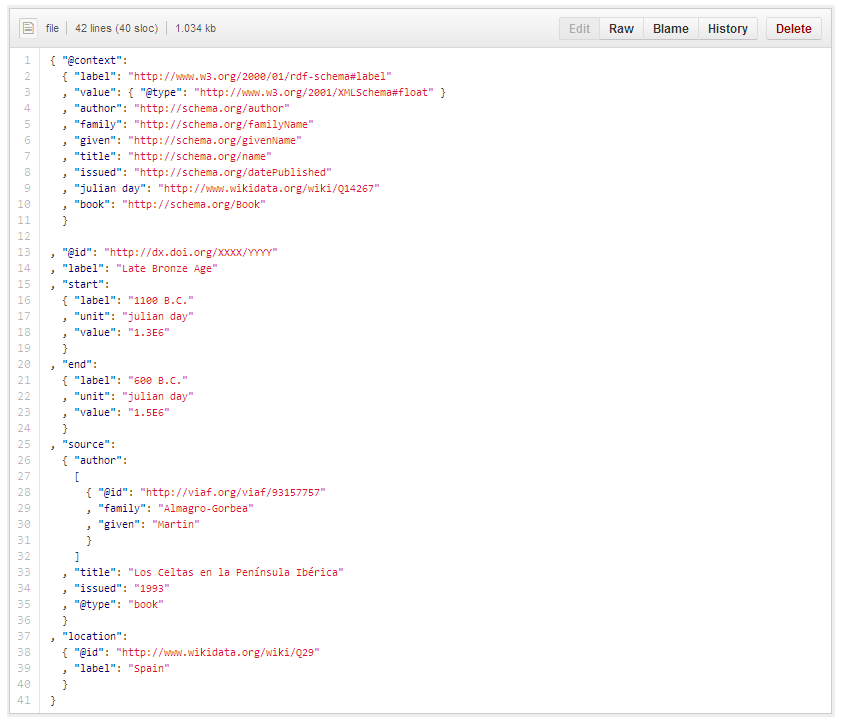 file 42 lines (40 sloc) 1.034 kb Edit Raw Blame History Delete
1 { "@context":
2 { "label": "http://www.w3.org/2000/01/rdf-schema#label"
3 , "value": { "@type": "http://www.w3.org/2001/XMLSchema#float" }
4 , "author": "http://schema.org/author"
5 , "family": "http://schema.org/familyName"
6 , "given": "http://schema.org/givenName"
7 , "title": "http://schema.org/name"
8 , "issued": "http://schema.org/datePublished"
9 , "julian day": "http://www.wikidata.org/wiki/Q14267"
10 , "book": "http://schema.org/Book"
11 }
12
13 , "@id": "http://dx.doi.org/XXXX/YYYY"
14 , "label": "Late Bronze Age"
15 , "start":
16 { "label": "1100 B.C."
17 , "unit": "julian day"
18 , "value": "1.3E6"
19 }
20 , "end":
21 { "label": "600 B.C."
22 , "unit": "julian day"
23 , "value": "1.5E6"
24 }
25 , "source":
26 { "author":
27 [
28 { "@id": "http://viaf.org/viaf/93157757"
29 , "family": "Almagro-Gorbea"
30 , "given": "Martin"
31 }
32 ]
33 , "title": "Los Celtas en la Península Ibérica"
34 , "issued": "1993"
35 , "@type": "book"
36 }
37 , "location":
38 { "@id": "http://www.wikidata.org/wiki/Q29"
39 , "label": "Spain"
40 }
41 }